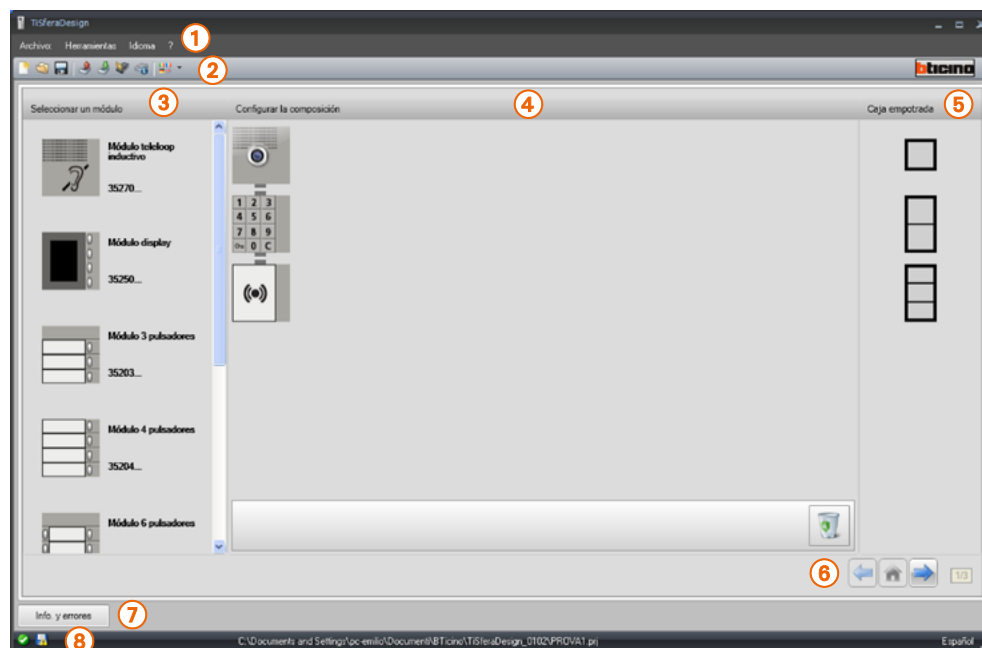 TiSferaDesign
Archivo: Herramientas Idioma ? 1
2 bticino
Seleccionar un módulo 3 Configurar la composición 4 Caja empotrada 5
Módulo teleloop
inductivo
35270...
Módulo display
35250...
Módulo 3 pulsadores
35203...
Módulo 4 pulsadores
35204...
Módulo 6 pulsadores
1 2 3
4 5 6
7 8 9
0 C
6 1/3
Info. y errores 7
8 C:\Documents and Settings\pc-emilio\Documenti\BTicino\TiSferaDesign_0102\PROVA1.prj Español